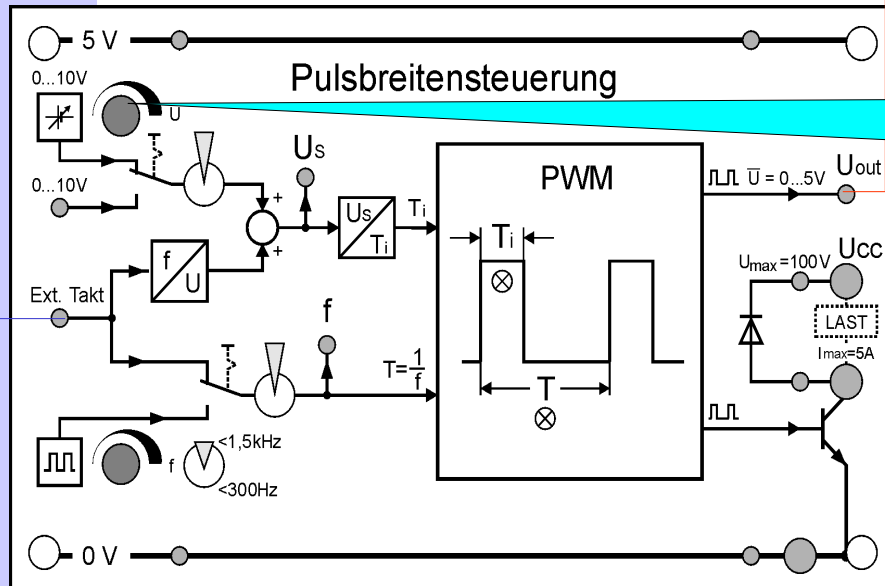 5 V
Pulsbreitensteuerung
0...10V
U
Us
0...10V
+
+
Us
Ti
Ti
f
U
Ext. Takt
f
T=1/f
<1,5kHz
f
<300Hz
PWM
Ti
T
U̅ = 0...5V
Uout
Ucc
Umax=100V
LAST
Imax=5A
0 V